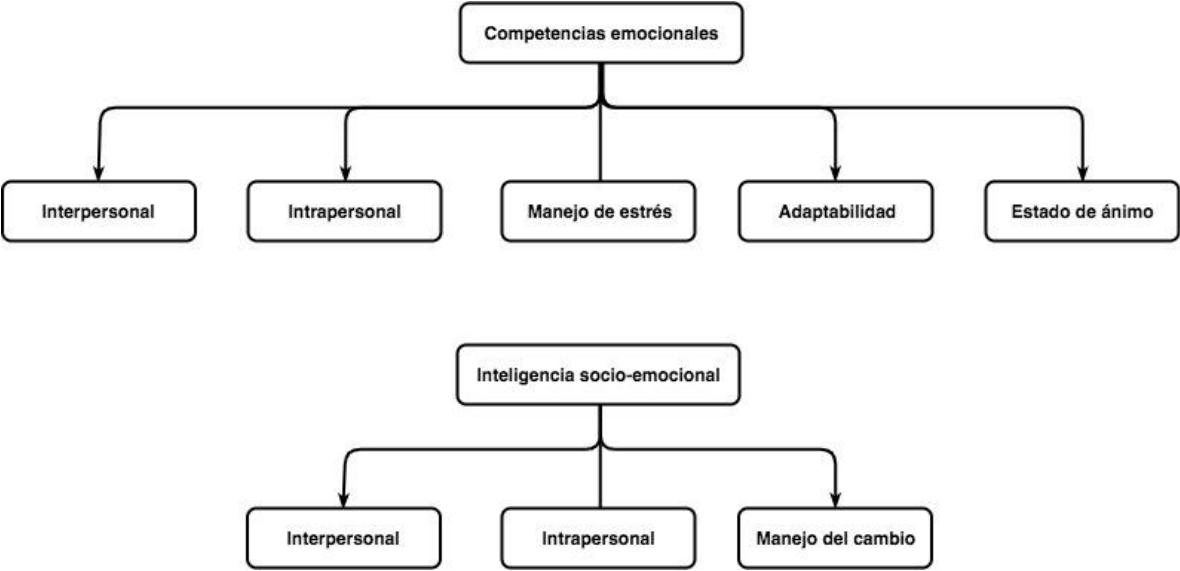 Competencias emocionales
Interpersonal
Intrapersonal
Manejo de estrés
Adaptabilidad
Estado de ánimo
Inteligencia socio-emocional
Interpersonal
Intrapersonal
Manejo del cambio